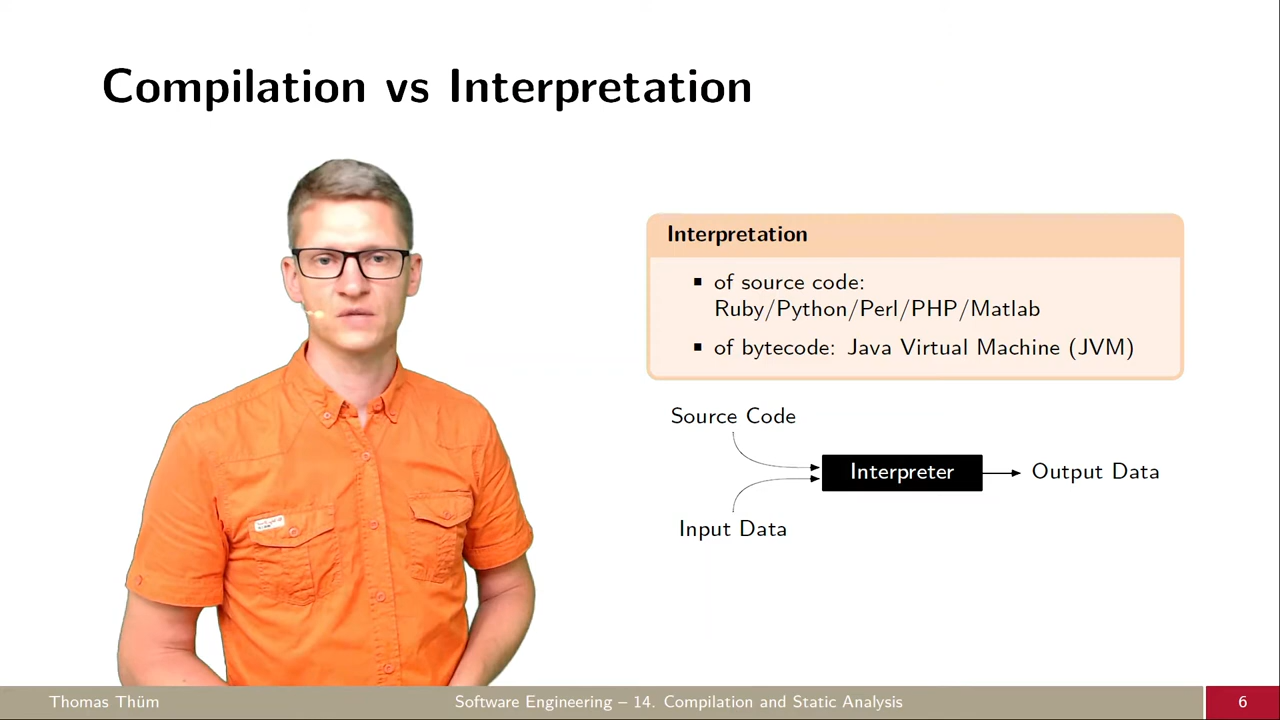 Compilation vs Interpretation
Interpretation
of source code:
Ruby/Python/Perl/PHP/Matlab
of bytecode: Java Virtual Machine (JVM)
Source Code
Interpreter
Output Data
Input Data
Thomas Thüm
Software Engineering – 14. Compilation and Static Analysis
6